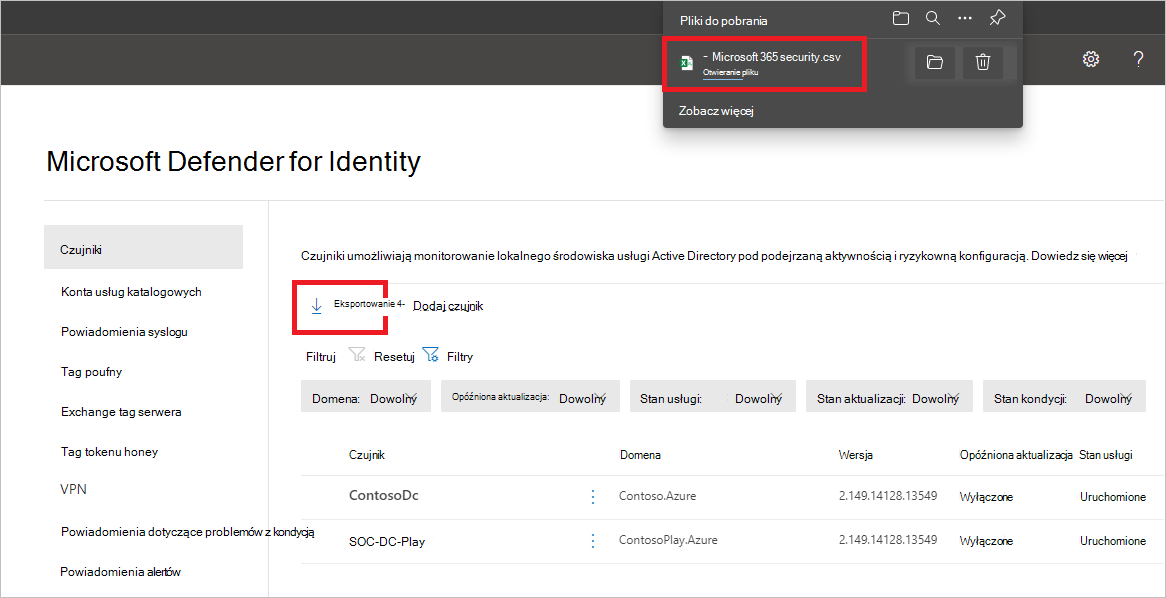 Pliki do pobrania
- Microsoft 365 security.csv
Otwieranie pliku
?
Zobacz więcej
Microsoft Defender for Identity
Czujniki
Konta usług katalogowych
Powiadomienia syslogu
Tag poufny
Exchange tag serwera
Tag tokenu honey
VPN
Powiadomienia dotyczące problemów z kondycją
Powiadomienia alertów
Czujniki umożliwiają monitorowanie lokalnego środowiska usługi Active Directory pod podejrzaną aktywnością i ryzykowną konfiguracją. Dowiedz się więcej
Eksportowanie 4- Dodaj czujnik
Filtruj Resetuj Filtry
Domena: Dowolny Opóźniona aktualizacja: Dowolny Stan usługi: Dowolny Stan aktualizacji: Dowolny Stan kondycji: Dowolny
Czujnik Domena Wersja Opóźniona aktualizacja Stan usługi
ContosoDc Contoso.Azure 2.149.14128.13549 Wyłączone Uruchomione
SOC-DC-Play ContosoPlay.Azure 2.149.14128.13549 Wyłączone Uruchomione